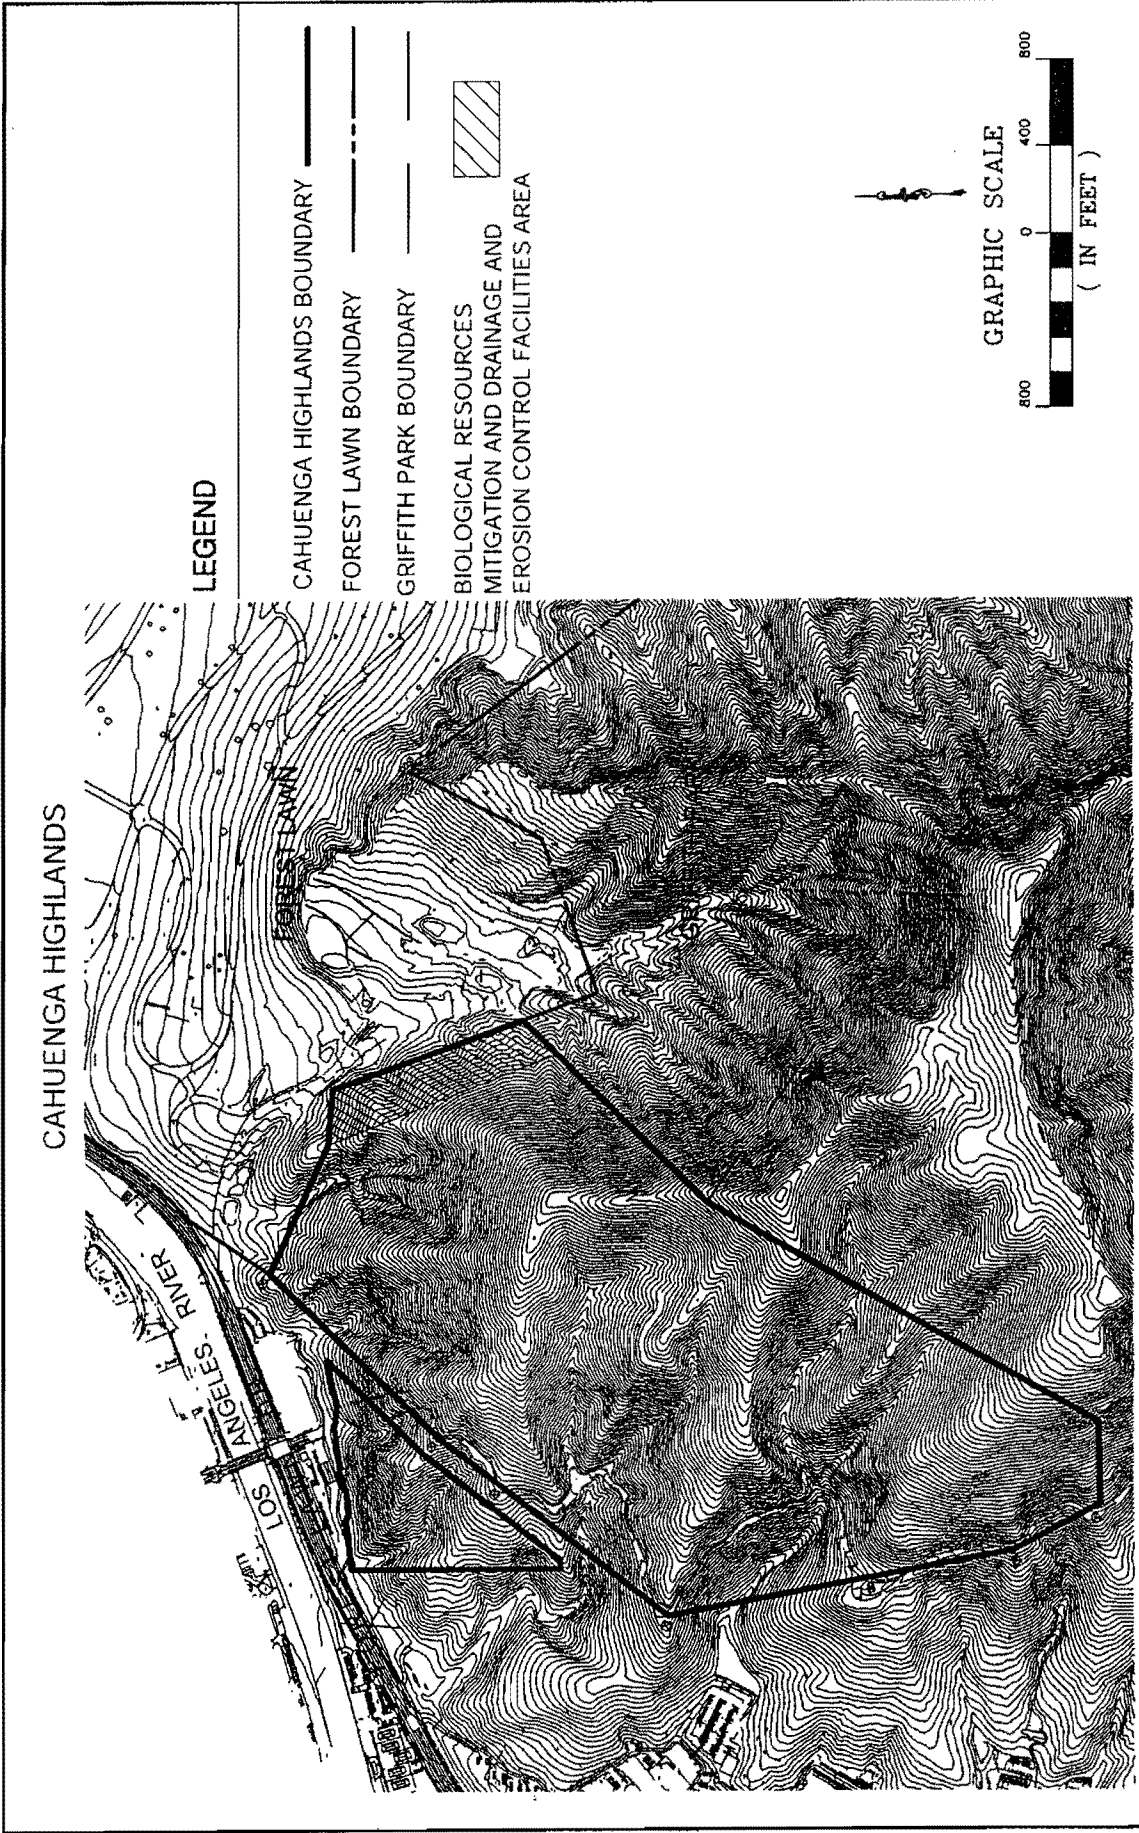 CAHUENGA HIGHLANDS
LOS ANGELES RIVER
FOREST LAWN
LEGEND
CAHUENGA HIGHLANDS BOUNDARY
FOREST LAWN BOUNDARY
GRIFFITH PARK BOUNDARY
BIOLOGICAL RESOURCES
MITIGATION AND DRAINAGE AND
EROSION CONTROL FACILITIES AREA
GRAPHIC SCALE
800 0 400 800
( IN FEET )